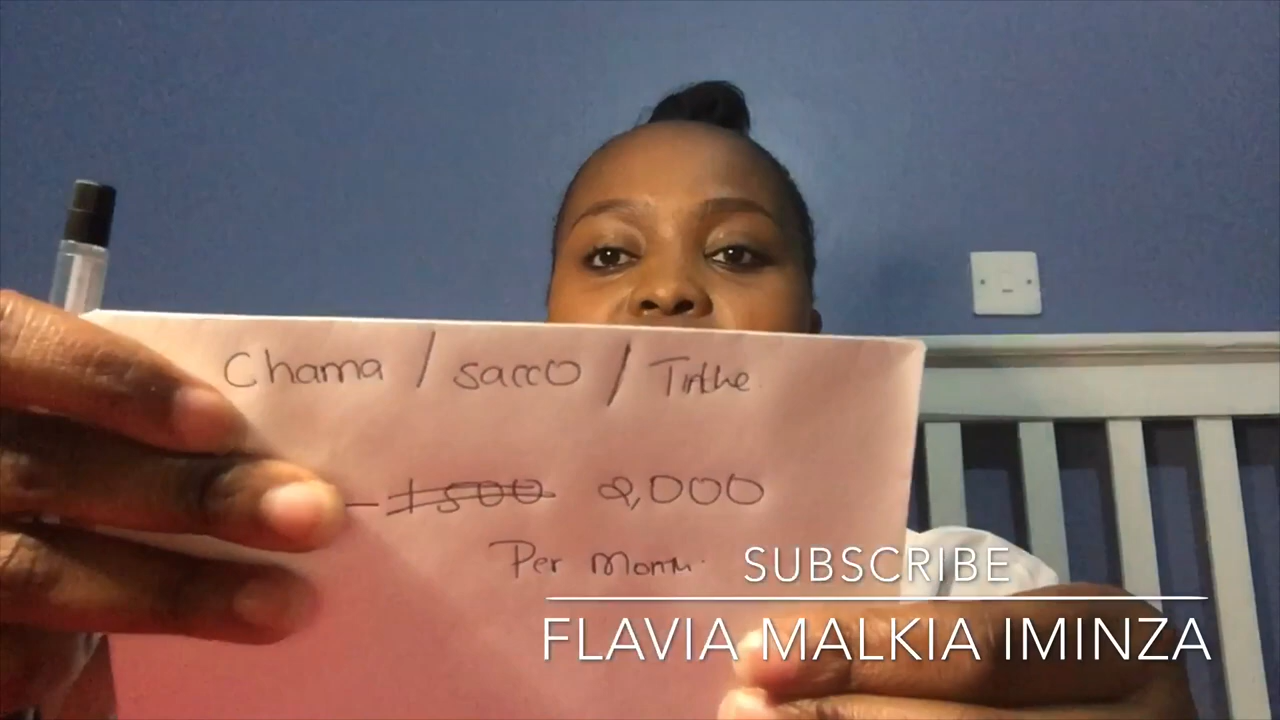 Chama / sacco / Tithe.
– 1500 2,000
Per Month.
SUBSCRIBE
FLAVIA MALKIA IMINZA